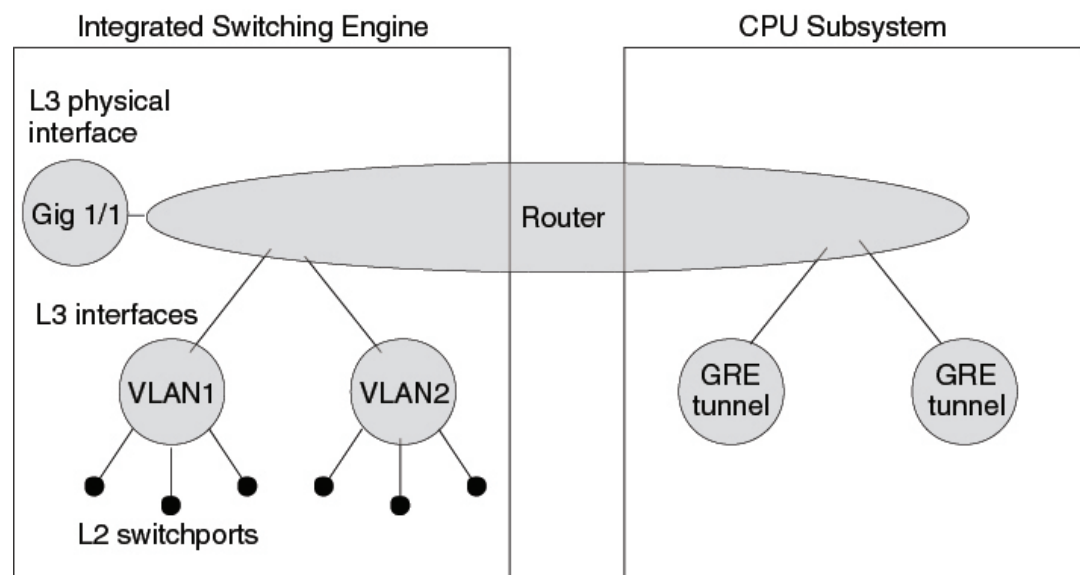 Integrated Switching Engine
CPU Subsystem
L3 physical
interface
Gig 1/1
Router
L3 interfaces
VLAN1
VLAN2
GRE
tunnel
GRE
tunnel
L2 switchports